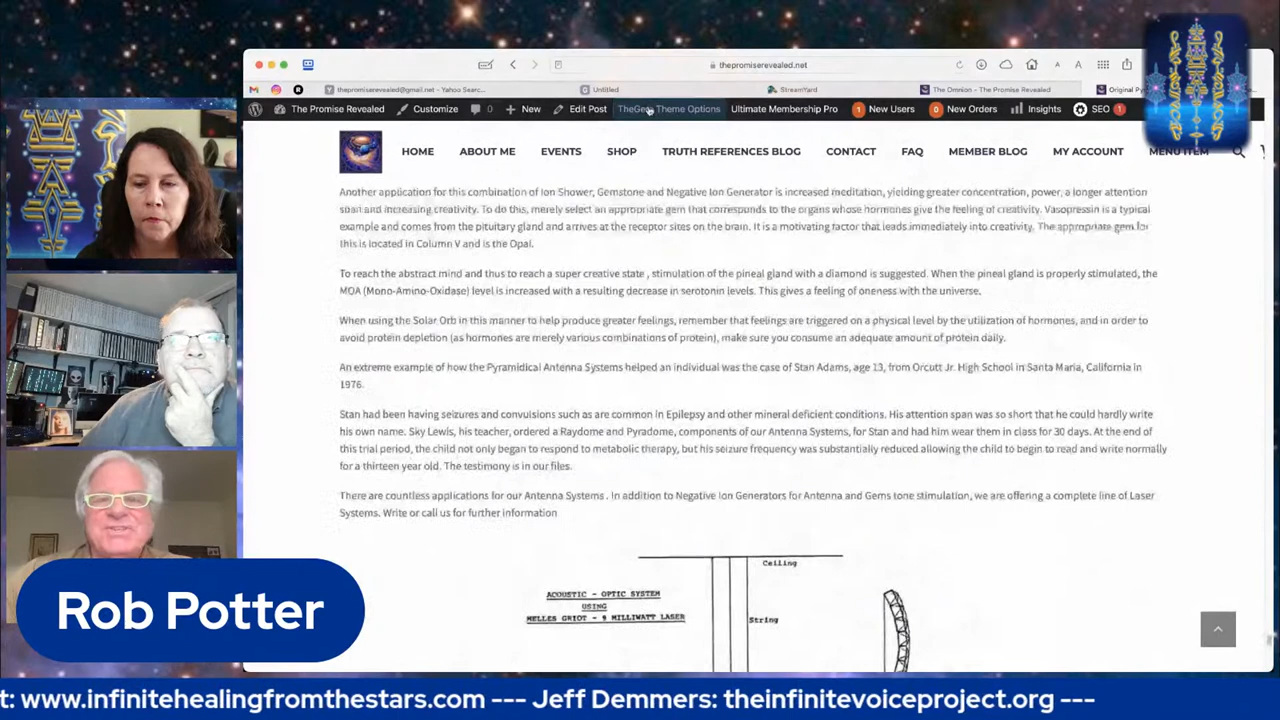 thepromiserevealed.net
thepromiserevealed@gmail.net - Yahoo Searc...
Untitled
StreamYard
The Omnion - The Promise Revealed
The Promise Revealed
Customize
0
New
Edit Post
Theme Options
Ultimate Membership Pro
1
New Users
0
New Orders
Insights
SEO
1
HOME
ABOUT ME
EVENTS
SHOP
TRUTH REFERENCES BLOG
CONTACT
FAQ
MEMBER BLOG
MY ACCOUNT
MENU ITEM
Another application for this combination of Ion Shower, Gemstone and Negative Ion Generator is increased meditation, yielding greater concentration, power, a longer attention
span and increasing creativity. To do this, merely select an appropriate gem that corresponds to the organs whose hormones give the feeling of creativity. Vasopressin is a typical
example and comes from the pituitary gland and arrives at the receptor sites on the brain. It is a motivating factor that leads immediately into creativity. The appropriate gem for
this is located in Column V and is the Opal.
To reach the abstract mind and thus to reach a super creative state , stimulation of the pineal gland with a diamond is suggested. When the pineal gland is properly stimulated, the
MOA (Mono-Amino-Oxidase) level is increased with a resulting decrease in serotonin levels. This gives a feeling of oneness with the universe.
When using the Solar Orb in this manner to help produce greater feelings, remember that feelings are triggered on a physical level by the utilization of hormones, and in order to
avoid protein depletion (as hormones are merely various combinations of protein), make sure you consume an adequate amount of protein daily.
An extreme example of how the Pyramidical Antenna Systems helped an individual was the case of Stan Adams, age 13, from Orcutt Jr. High School in Santa Maria, California in
1976.
Stan had been having seizures and convulsions such as are common in Epilepsy and other mineral deficient conditions. His attention span was so short that he could hardly write
his own name. Sky Lewis, his teacher, ordered a Raydome and Pyradome, components of our Antenna Systems, for Stan and had him wear them in class for 30 days. At the end of
this trial period, the child not only began to respond to metabolic therapy, but his seizure frequency was substantially reduced allowing the child to begin to read and write normally
for a thirteen year old. The testimony is in our files.
There are countless applications for our Antenna Systems . In addition to Negative Ion Generators for Antenna and Gems tone stimulation, we are offering a complete line of Laser
Systems. Write or call us for further information
Ceiling
ACOUSTIC - OPTIC SYSTEM
USING
MELLES GRIOT - 9 MILLIWATT LASER
String
Rob Potter
t: www.infinitehealingfromthestars.com --- Jeff Demmers: theinfinitevoiceproject.org ---